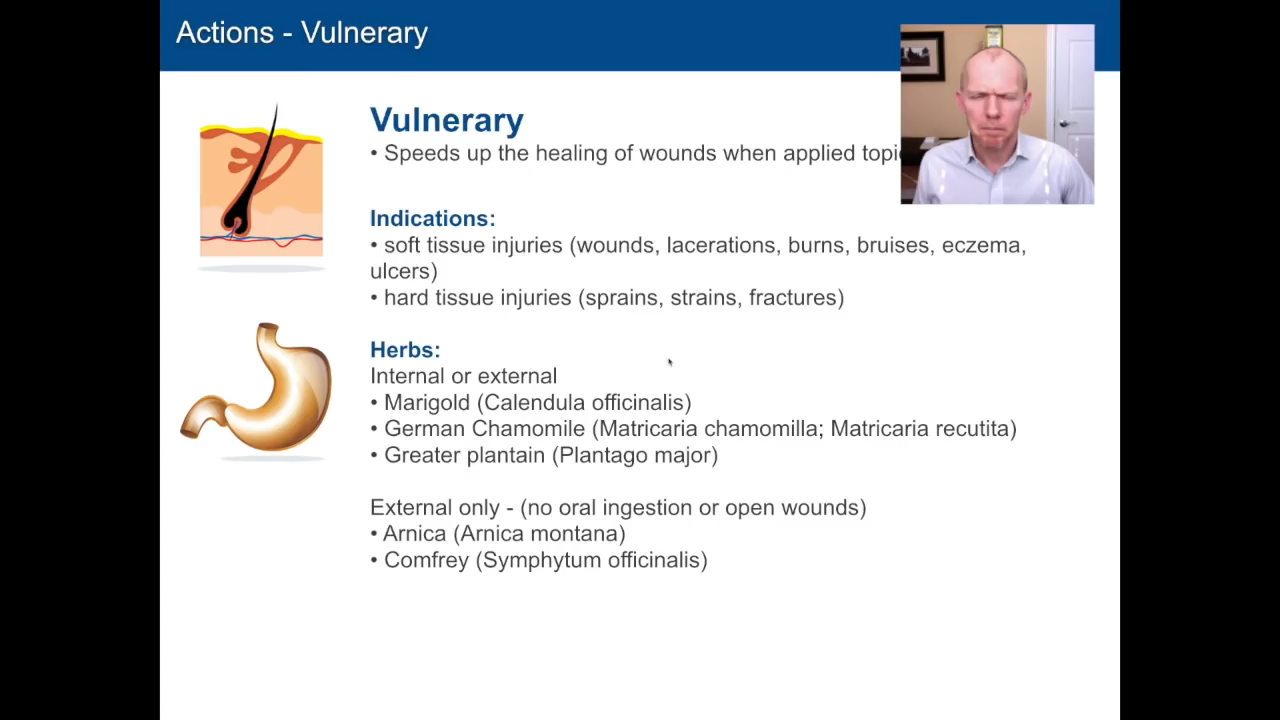 Actions - Vulnerary
Vulnerary
• Speeds up the healing of wounds when applied
Indications:
• soft tissue injuries (wounds, lacerations, burns, bruises, eczema,
ulcers)
• hard tissue injuries (sprains, strains, fractures)
Herbs:
Internal or external
• Marigold (Calendula officinalis)
• German Chamomile (Matricaria chamomilla; Matricaria recutita)
• Greater plantain (Plantago major)
External only - (no oral ingestion or open wounds)
• Arnica (Arnica montana)
• Comfrey (Symphytum officinalis)